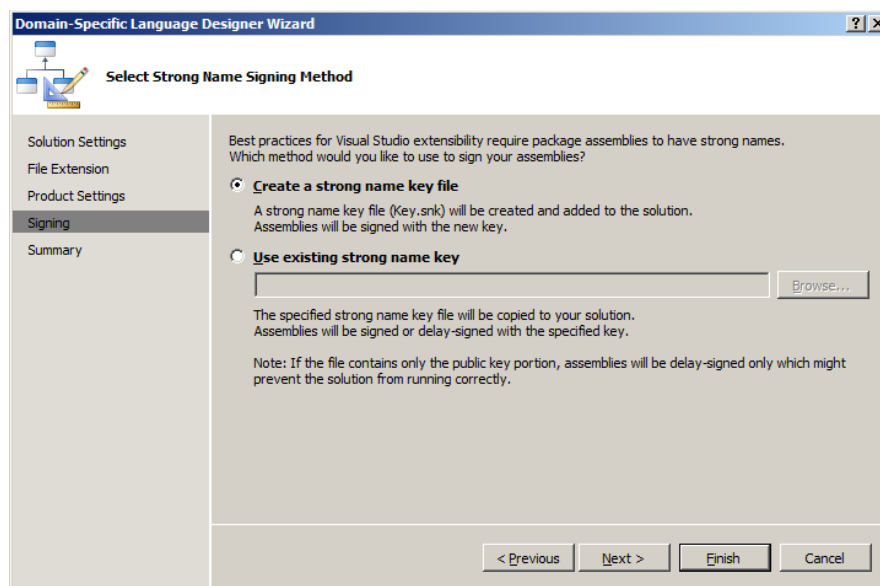 Domain-Specific Language Designer Wizard
Select Strong Name Signing Method
Solution Settings
File Extension
Product Settings
Signing
Summary
Best practices for Visual Studio extensibility require package assemblies to have strong names.
Which method would you like to use to sign your assemblies?
Create a strong name key file
A strong name key file (Key.snk) will be created and added to the solution.
Assemblies will be signed with the new key.
Use existing strong name key
Browse...
The specified strong name key file will be copied to your solution.
Assemblies will be signed or delay-signed with the specified key.
Note: If the file contains only the public key portion, assemblies will be delay-signed only which might
prevent the solution from running correctly.
< Previous Next > Finish Cancel